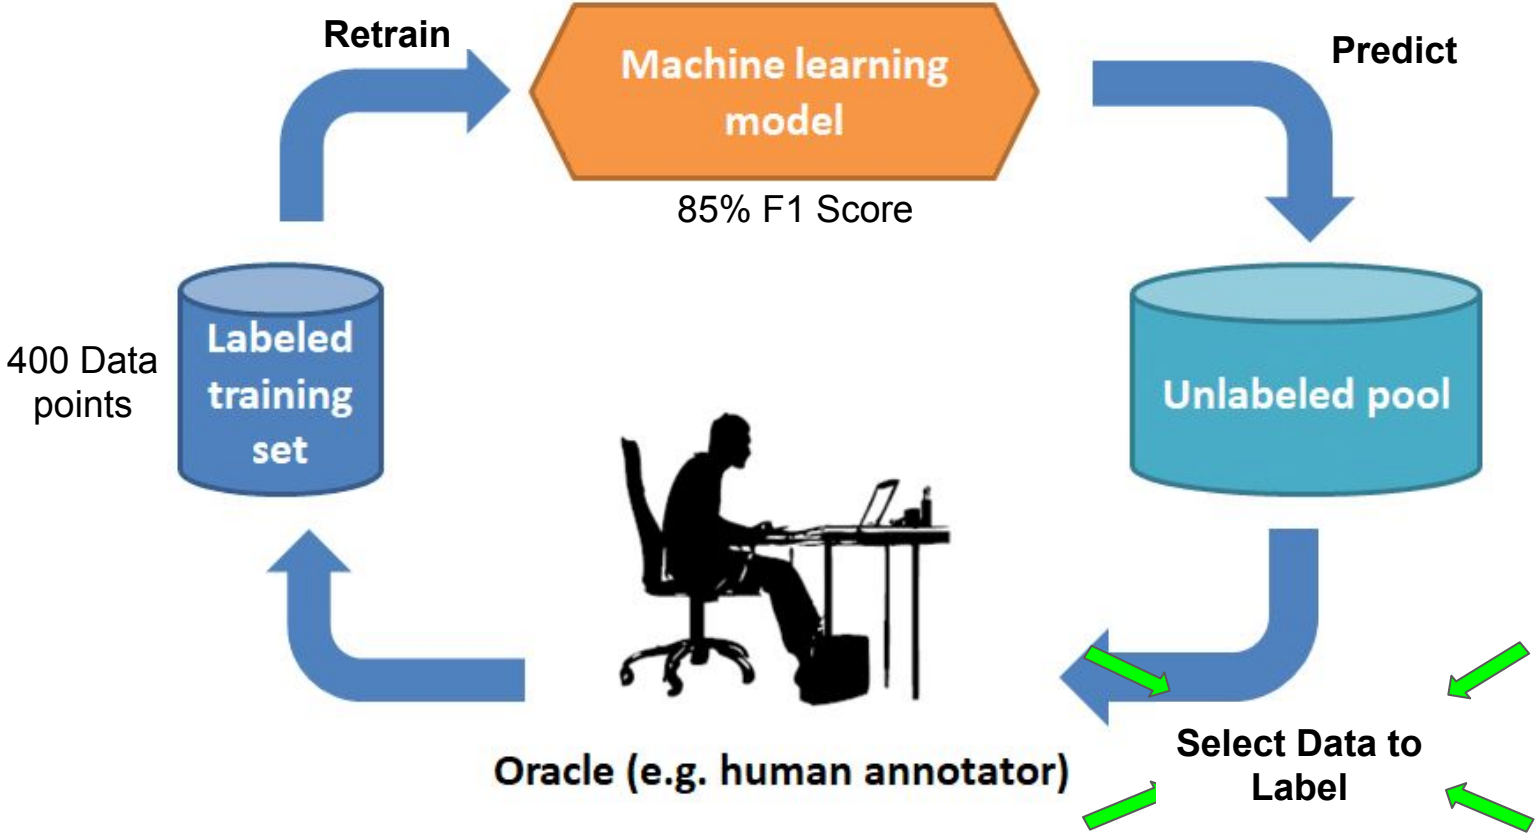 Retrain
Machine learning
model
Predict
85% F1 Score
400 Data
points
Labeled
training
set
Unlabeled pool
Oracle (e.g. human annotator)
Select Data to
Label